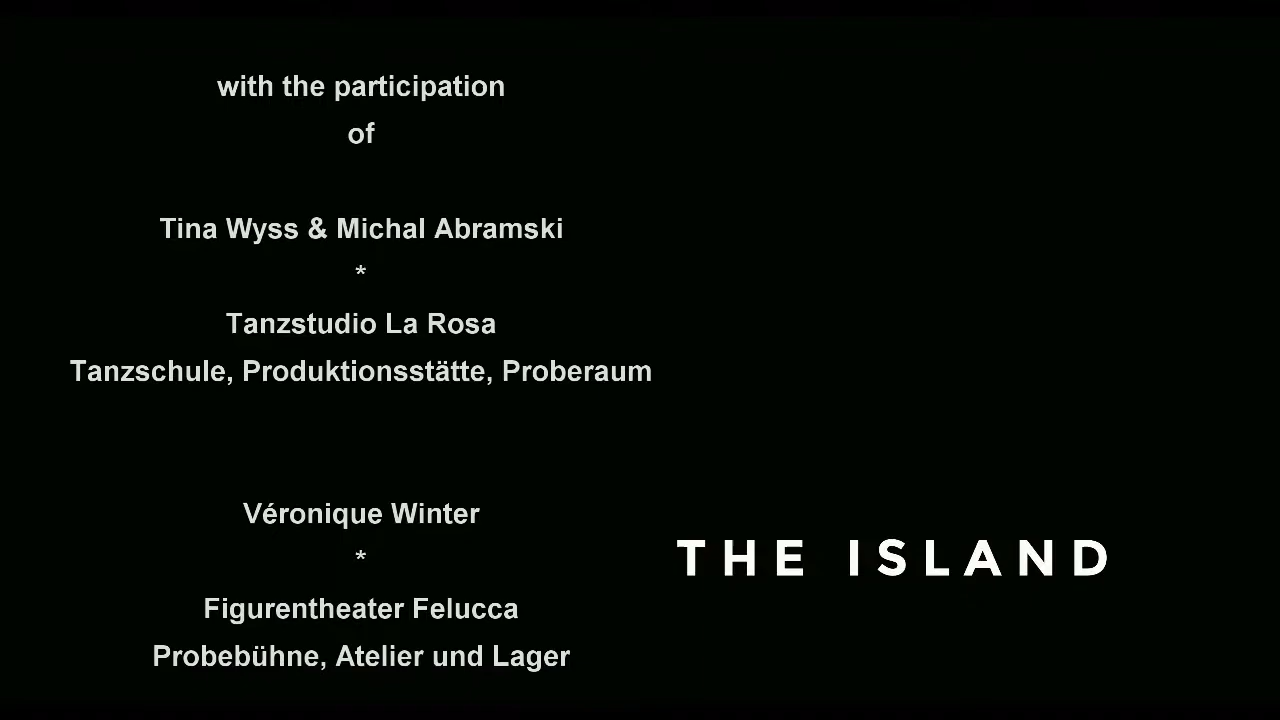 with the participation
of
Tina Wyss & Michal Abramski
*
Tanzstudio La Rosa
Tanzschule, Produktionsstätte, Proberaum
Véronique Winter
*
Figurentheater Felucca
Probebühne, Atelier und Lager
THE ISLAND